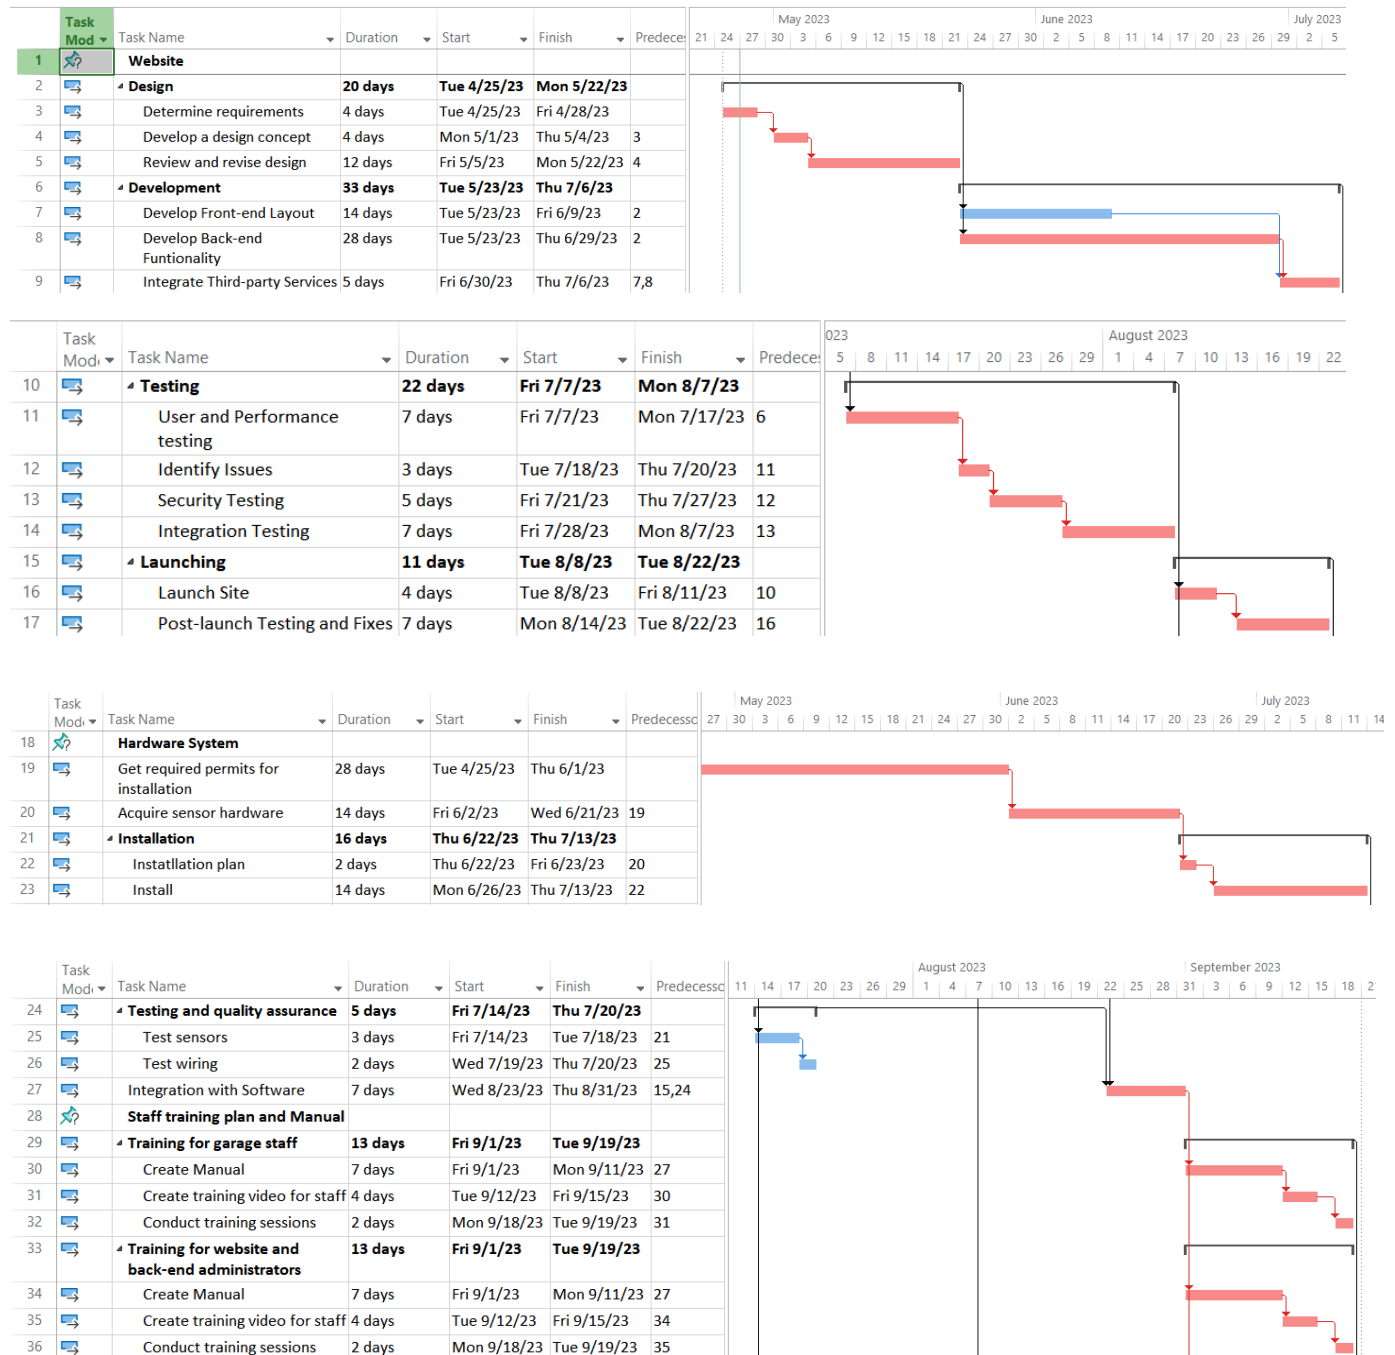 Task May 2023 June 2023 July 2023
Mod Task Name Duration Start Finish Predeces 21 24 27 30 3 6 9 12 15 18 21 24 27 30 2 5 8 11 14 17 20 23 26 29 2 5
1 Website
2 Design 20 days Tue 4/25/23 Mon 5/22/23
3 Determine requirements 4 days Tue 4/25/23 Fri 4/28/23
4 Develop a design concept 4 days Mon 5/1/23 Thu 5/4/23 3
5 Review and revise design 12 days Fri 5/5/23 Mon 5/22/23 4
6 Development 33 days Tue 5/23/23 Thu 7/6/23
7 Develop Front-end Layout 14 days Tue 5/23/23 Fri 6/9/23 2
8 Develop Back-end 28 days Tue 5/23/23 Thu 6/29/23 2
Funtionality
9 Integrate Third-party Services 5 days Fri 6/30/23 Thu 7/6/23 7,8
Task 023 August 2023
Mod Task Name Duration Start Finish Predeces 5 8 11 14 17 20 23 26 29 1 4 7 10 13 16 19 22
10 Testing 22 days Fri 7/7/23 Mon 8/7/23
11 User and Performance 7 days Fri 7/7/23 Mon 7/17/23 6
testing
12 Identify Issues 3 days Tue 7/18/23 Thu 7/20/23 11
13 Security Testing 5 days Fri 7/21/23 Thu 7/27/23 12
14 Integration Testing 7 days Fri 7/28/23 Mon 8/7/23 13
15 Launching 11 days Tue 8/8/23 Tue 8/22/23
16 Launch Site 4 days Tue 8/8/23 Fri 8/11/23 10
17 Post-launch Testing and Fixes 7 days Mon 8/14/23 Tue 8/22/23 16
Task May 2023 June 2023 July 2023
Mod Task Name Duration Start Finish Predecesso 27 30 3 6 9 12 15 18 21 24 27 30 2 5 8 11 14 17 20 23 26 29 2 5 8 11 14
18 Hardware System
19 Get required permits for 28 days Tue 4/25/23 Thu 6/1/23
installation
20 Acquire sensor hardware 14 days Fri 6/2/23 Wed 6/21/23 19
21 Installation 16 days Thu 6/22/23 Thu 7/13/23
22 Instatllation plan 2 days Thu 6/22/23 Fri 6/23/23 20
23 Install 14 days Mon 6/26/23 Thu 7/13/23 22
Task August 2023 September 2023
Mod Task Name Duration Start Finish Predecesso 11 14 17 20 23 26 29 1 4 7 10 13 16 19 22 25 28 31 3 6 9 12 15 18 2
24 Testing and quality assurance 5 days Fri 7/14/23 Thu 7/20/23
25 Test sensors 3 days Fri 7/14/23 Tue 7/18/23 21
26 Test wiring 2 days Wed 7/19/23 Thu 7/20/23 25
27 Integration with Software 7 days Wed 8/23/23 Thu 8/31/23 15,24
28 Staff training plan and Manual
29 Training for garage staff 13 days Fri 9/1/23 Tue 9/19/23
30 Create Manual 7 days Fri 9/1/23 Mon 9/11/23 27
31 Create training video for staff 4 days Tue 9/12/23 Fri 9/15/23 30
32 Conduct training sessions 2 days Mon 9/18/23 Tue 9/19/23 31
33 Training for website and 13 days Fri 9/1/23 Tue 9/19/23
back-end administrators
34 Create Manual 7 days Fri 9/1/23 Mon 9/11/23 27
35 Create training video for staff 4 days Tue 9/12/23 Fri 9/15/23 34
36 Conduct training sessions 2 days Mon 9/18/23 Tue 9/19/23 35